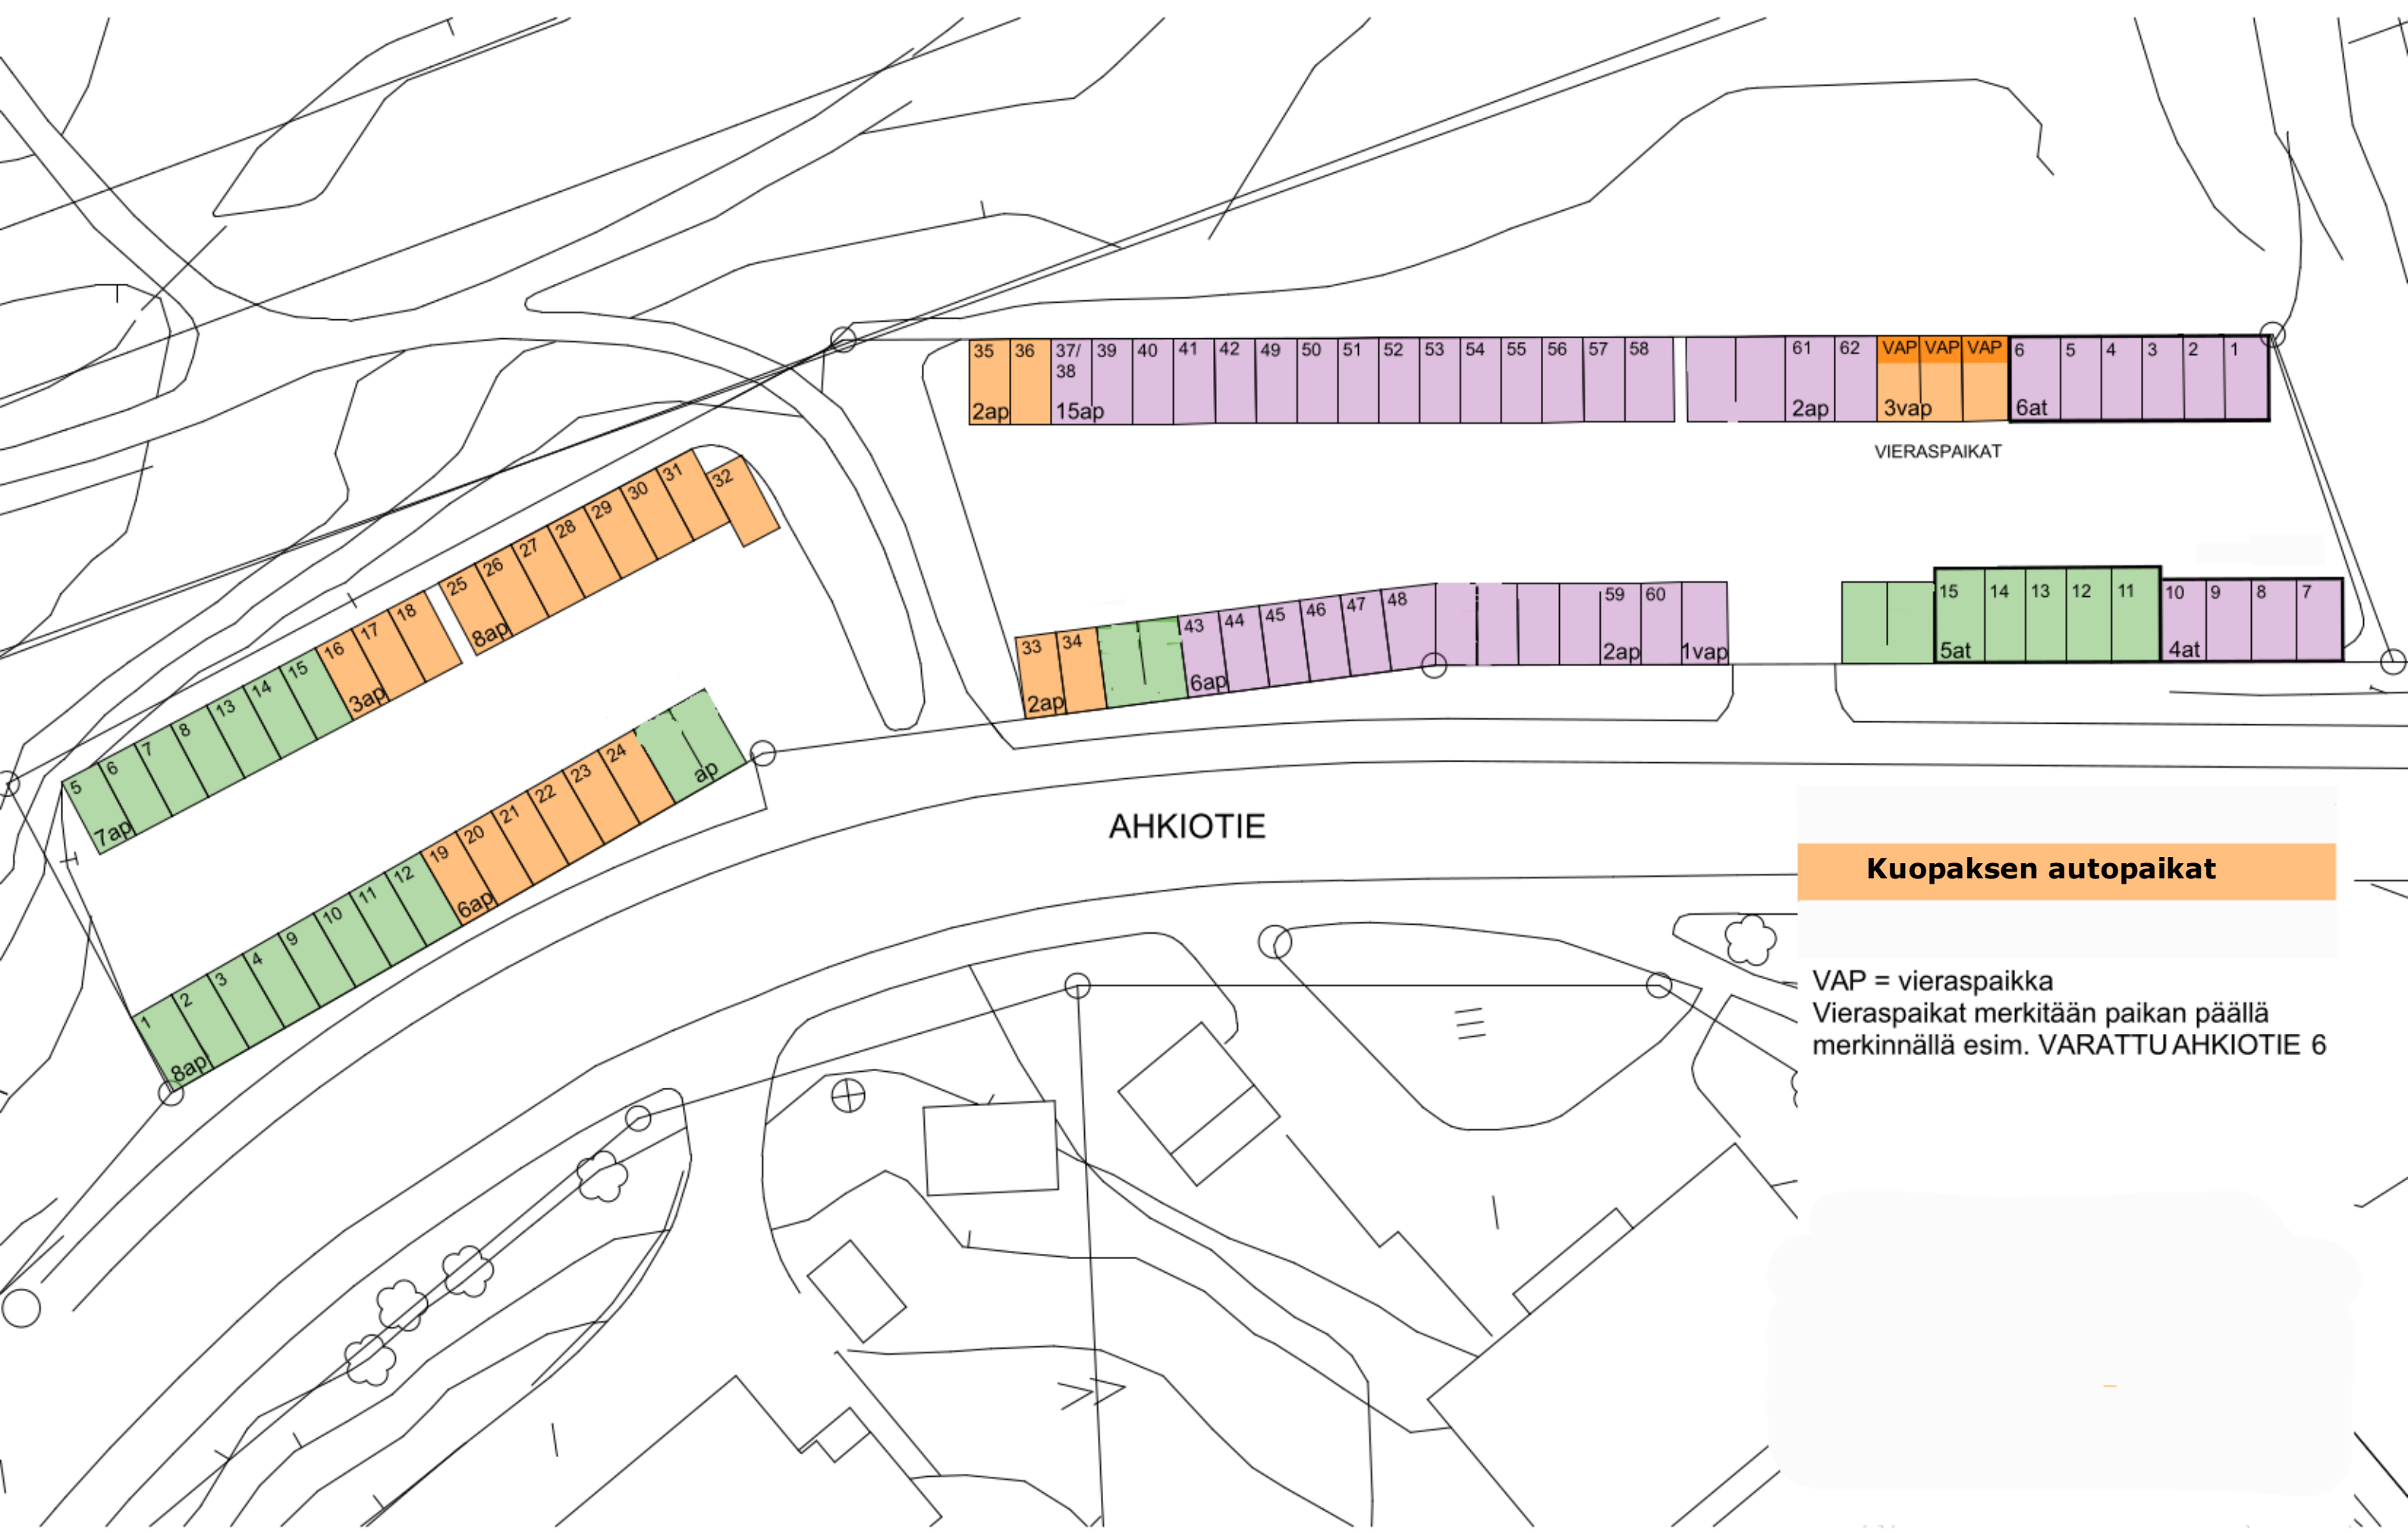 35 36 37/ 39 40 41 42 49 50 51 52 53 54 55 56 57 58 61 62 VAP VAP VAP 6 5 4 3 2 1
38
2ap 15ap 2ap 3vap 6at
VIERASPAIKAT
25 26 27 28 29 30 31 32
8ap
5 6 7 8 13 14 15 16 17 18
7ap 3ap
33 34 43 44 45 46 47 48 59 60
2ap 6ap 2ap 1vap
15 14 13 12 11 10 9 8 7
5at 4at
1 2 3 4 9 10 11 12 19 20 21 22 23 24
8ap 6ap ap
AHKIOTIE
Kuopaksen autopaikat
VAP = vieraspaikka
Vieraspaikat merkitään paikan päällä
merkinnällä esim. VARATTU AHKIOTIE 6